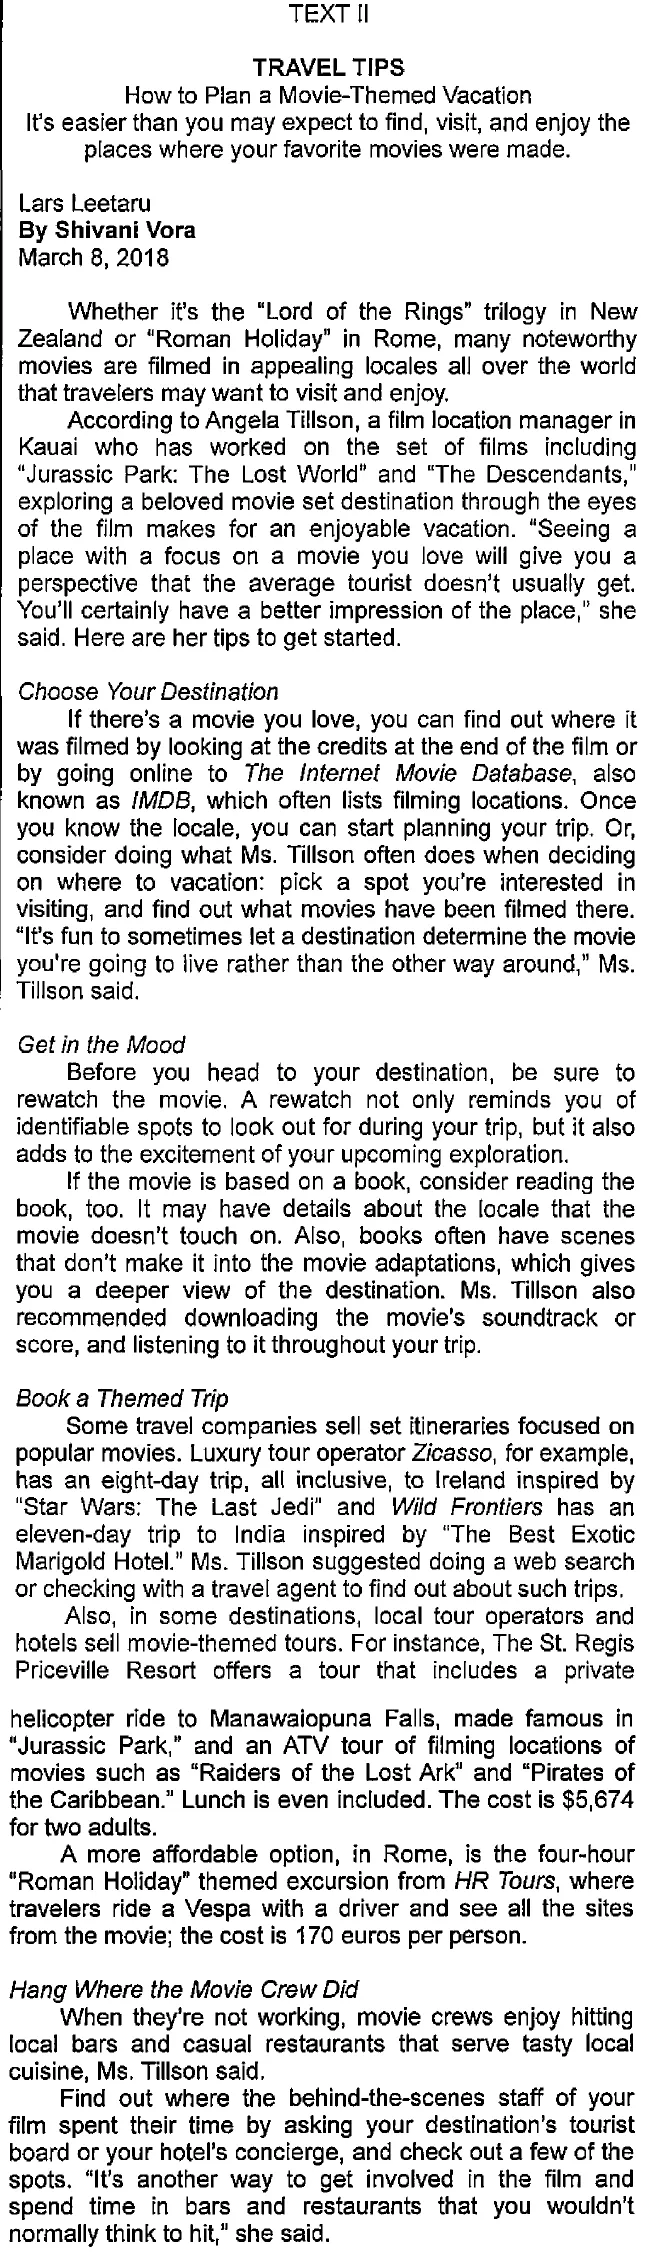 TEXT II
TRAVEL TIPS
How to Plan a Movie-Themed Vacation
It's easier than you may expect to find, visit, and enjoy the
places where your favorite movies were made.
Lars Leetaru
By Shivani Vora
March 8, 2018
Whether it's the "Lord of the Rings" trilogy in New
Zealand or "Roman Holiday" in Rome, many noteworthy
movies are filmed in appealing locales all over the world
that travelers may want to visit and enjoy.
According to Angela Tillson, a film location manager in
Kauai who has worked on the set of films including
"Jurassic Park: The Lost World" and "The Descendants,"
exploring a beloved movie set destination through the eyes
of the film makes for an enjoyable vacation. "Seeing a
place with a focus on a movie you love will give you a
perspective that the average tourist doesn't usually get.
You'll certainly have a better impression of the place," she
said. Here are her tips to get started.
Choose Your Destination
If there's a movie you love, you can find out where it
was filmed by looking at the credits at the end of the film or
by going online to The Internet Movie Database, also
known as IMDB, which often lists filming locations. Once
you know the locale, you can start planning your trip. Or,
consider doing what Ms. Tillson often does when deciding
on where to vacation: pick a spot you're interested in
visiting, and find out what movies have been filmed there.
"It's fun to sometimes let a destination determine the movie
you're going to live rather than the other way around," Ms.
Tillson said.
Get in the Mood
Before you head to your destination, be sure to
rewatch the movie. A rewatch not only reminds you of
identifiable spots to look out for during your trip, but it also
adds to the excitement of your upcoming exploration.
If the movie is based on a book, consider reading the
book, too. It may have details about the locale that the
movie doesn't touch on. Also, books often have scenes
that don't make it into the movie adaptations, which gives
you a deeper view of the destination. Ms. Tillson also
recommended downloading the movie's soundtrack or
score, and listening to it throughout your trip.
Book a Themed Trip
Some travel companies sell set itineraries focused on
popular movies. Luxury tour operator Zicasso, for example,
has an eight-day trip, all inclusive, to Ireland inspired by
"Star Wars: The Last Jedi" and Wild Frontiers has an
eleven-day trip to India inspired by "The Best Exotic
Marigold Hotel." Ms. Tillson suggested doing a web search
or checking with a travel agent to find out about such trips.
Also, in some destinations, local tour operators and
hotels sell movie-themed tours. For instance, The St. Regis
Priceville Resort offers a tour that includes a private
helicopter ride to Manawaiopuna Falls, made famous in
"Jurassic Park," and an ATV tour of filming locations of
movies such as "Raiders of the Lost Ark" and "Pirates of
the Caribbean." Lunch is even included. The cost is $5,674
for two adults.
A more affordable option, in Rome, is the four-hour
"Roman Holiday" themed excursion from HR Tours, where
travelers ride a Vespa with a driver and see all the sites
from the movie; the cost is 170 euros per person.
Hang Where the Movie Crew Did
When they're not working, movie crews enjoy hitting
local bars and casual restaurants that serve tasty local
cuisine, Ms. Tillson said.
Find out where the behind-the-scenes staff of your
film spent their time by asking your destination's tourist
board or your hotel's concierge, and check out a few of the
spots. "It's another way to get involved in the film and
spend time in bars and restaurants that you wouldn't
normally think to hit," she said.